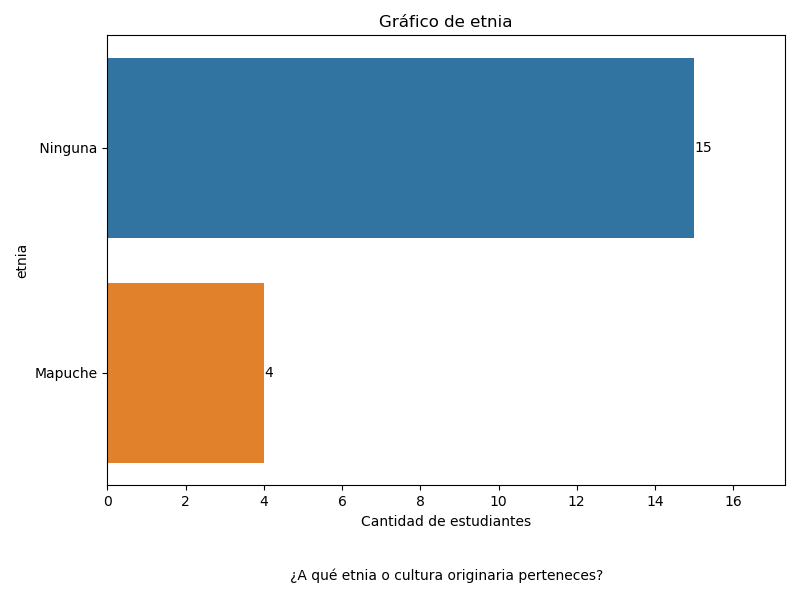 Gráfico de etnia
Ninguna
15
etnia
Mapuche
4
0 2 4 6 8 10 12 14 16
Cantidad de estudiantes
¿A qué etnia o cultura originaria perteneces?